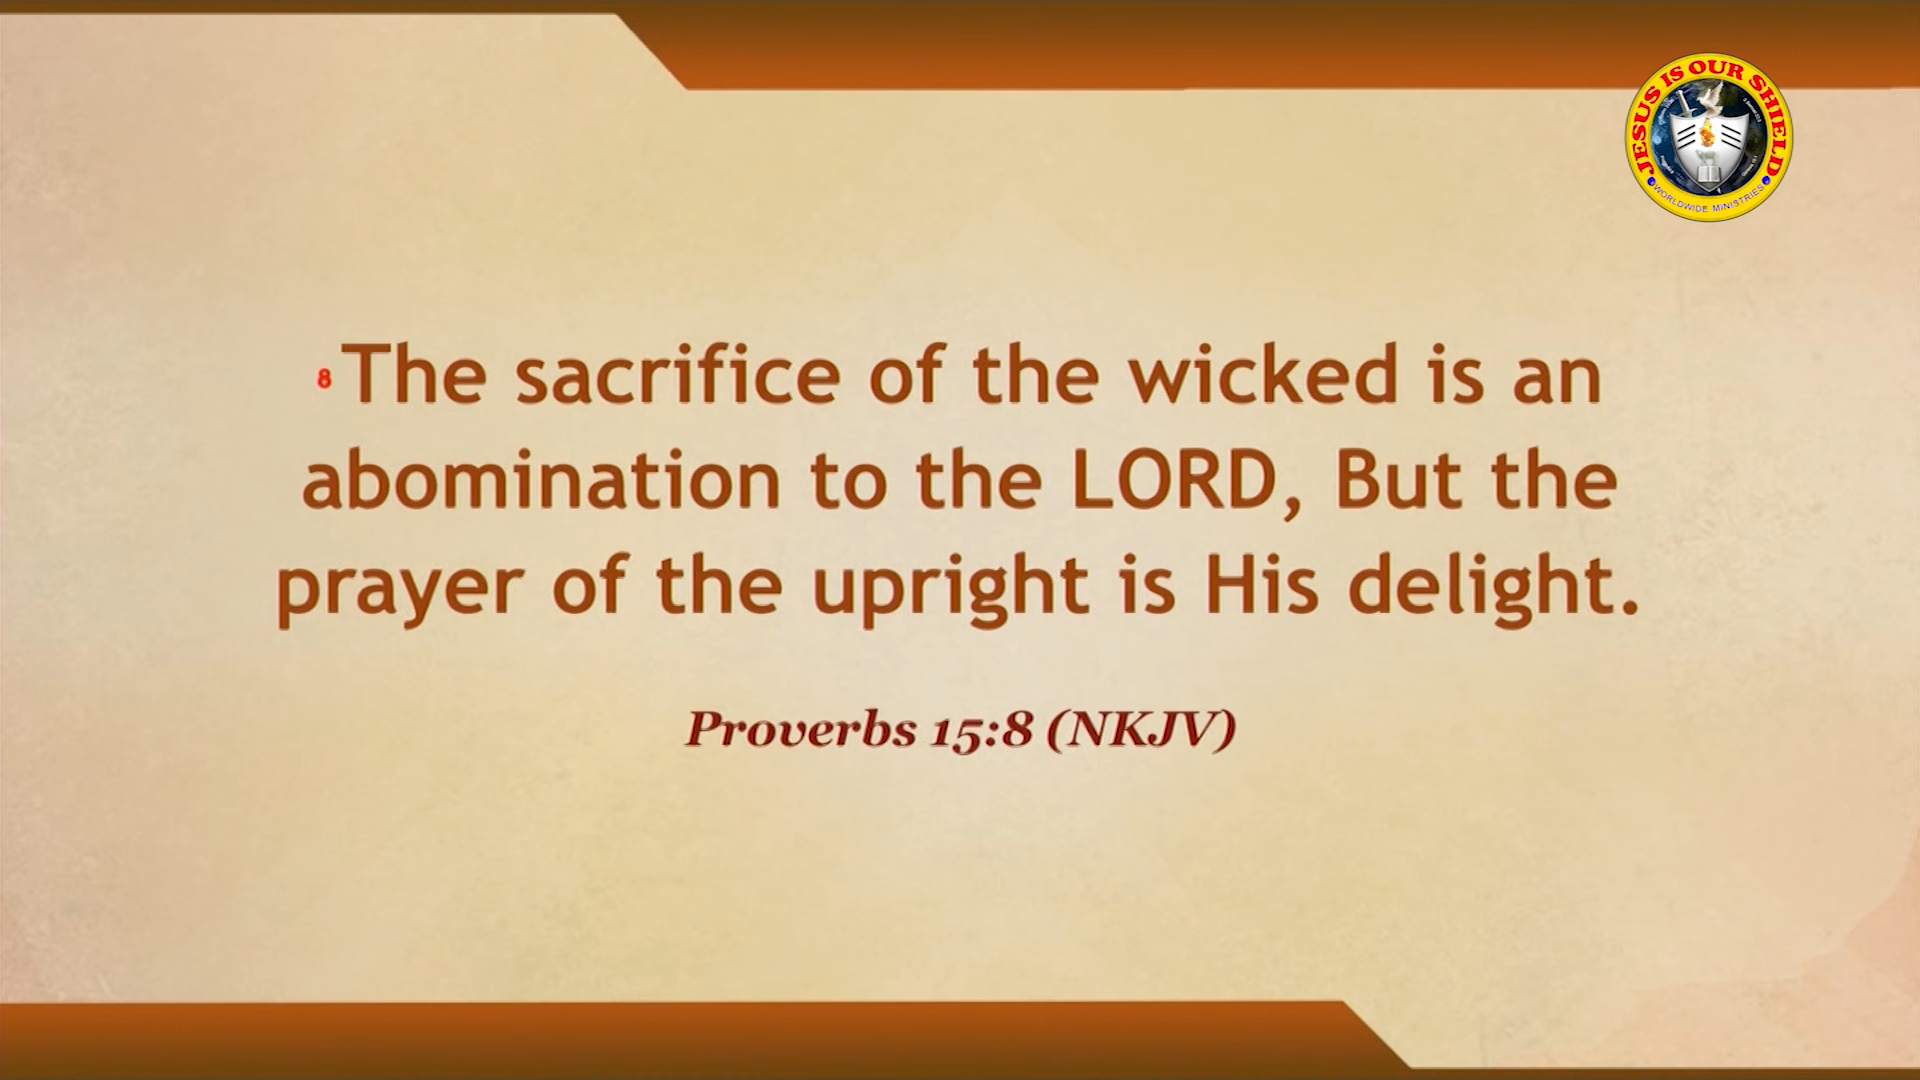 JESUS IS OUR SHIELD
WORLDWIDE MINISTRIES
8 The sacrifice of the wicked is an
abomination to the LORD, But the
prayer of the upright is His delight.
Proverbs 15:8 (NKJV)